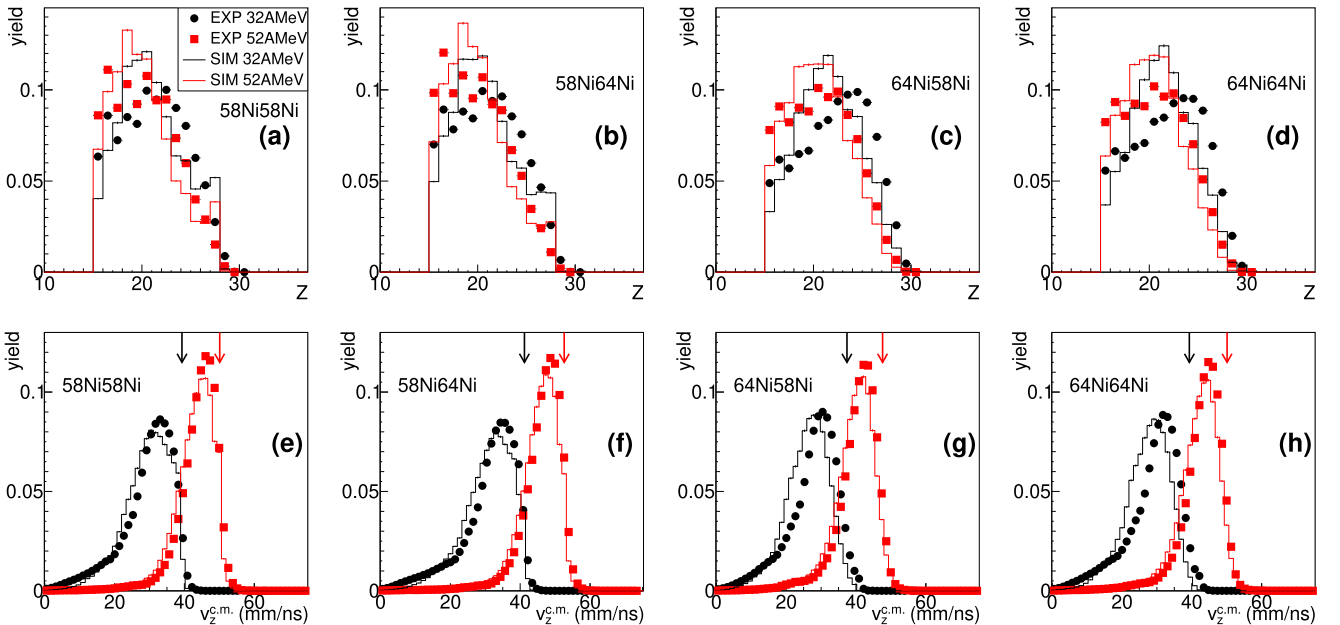 yield
0.1
0.05
0
10
20
30
Z
EXP 32AMeV
EXP 52AMeV
SIM 32AMeV
SIM 52AMeV
58Ni58Ni
(a)
yield
0.1
0.05
0
10
20
30
Z
58Ni64Ni
(b)
yield
0.1
0.05
0
10
20
30
Z
64Ni58Ni
(c)
yield
0.1
0.05
0
10
20
30
Z
64Ni64Ni
(d)
yield
0.1
0.05
0
0
20
40
60
v_z^c.m. (mm/ns)
58Ni58Ni
(e)
yield
0.1
0.05
0
0
20
40
60
v_z^c.m. (mm/ns)
58Ni64Ni
(f)
yield
0.1
0.05
0
0
20
40
60
v_z^c.m. (mm/ns)
64Ni58Ni
(g)
yield
0.1
0.05
0
0
20
40
60
v_z^c.m. (mm/ns)
64Ni64Ni
(h)